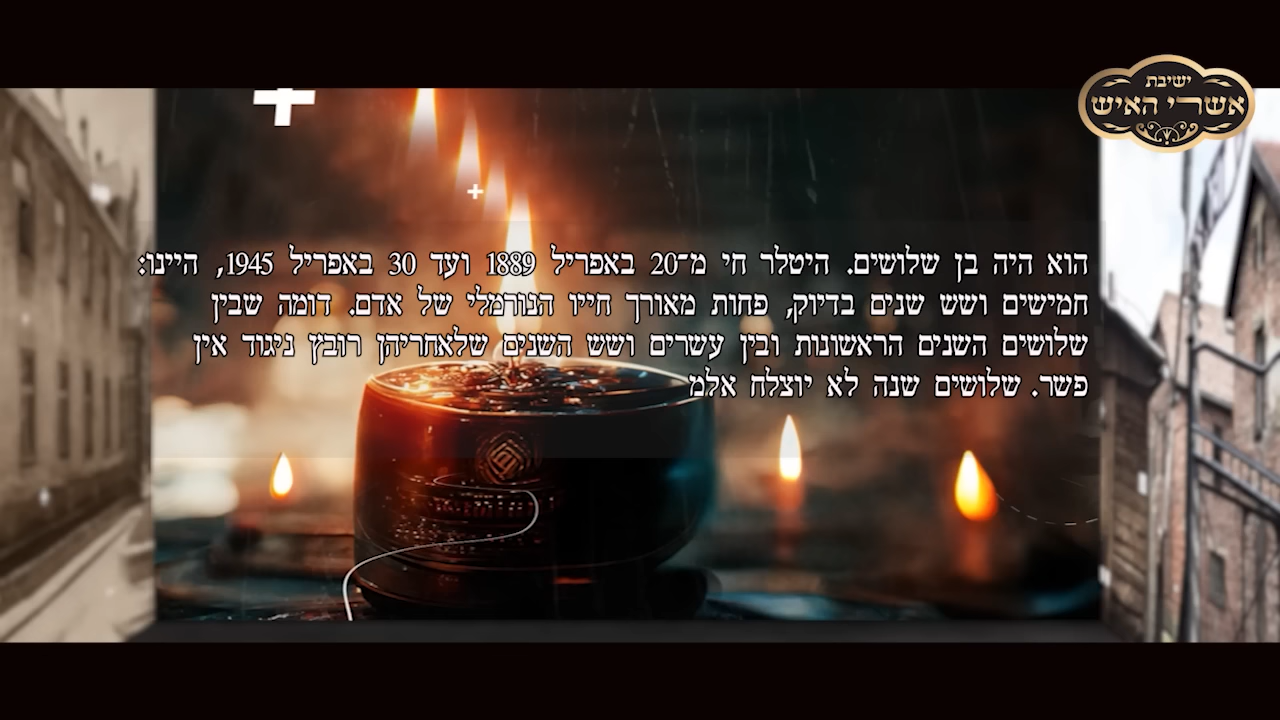 ישיבת
אשרי האיש
הוא היה בן שלושים. היטלר חי מ־20 באפריל 1889 ועד 30 באפריל 1945, היינו:
חמישים ושש שנים בדיוק, פחות מאורך חייו הנורמלי של אדם. דומה שבין
שלושים השנים הראשונות ובין עשרים ושש השנים שלאחריהן רובץ ניגוד אין
פשר. שלושים שנה לא יוצלח אלמ